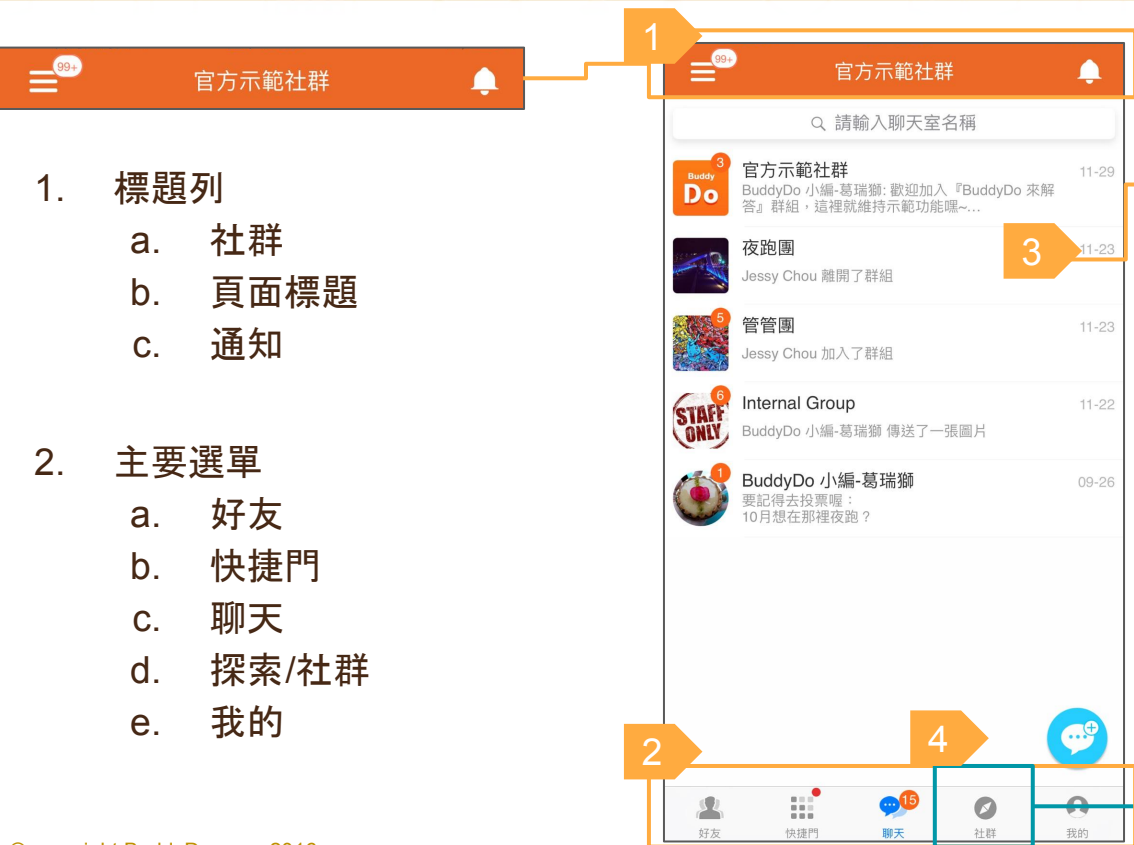 99+
官方示範社群
1. 標題列
a. 社群
b. 頁面標題
c. 通知
2. 主要選單
a. 好友
b. 快捷門
c. 聊天
d. 探索/社群
e. 我的
1
99+
官方示範社群
請輸入聊天室名稱
Buddy
Do
3
官方示範社群
11-29
BuddyDo 小編-葛瑞獅: 歡迎加入『BuddyDo 來解
答』群組，這裡就維持示範功能嘿~...
夜跑團
3
11-23
Jessy Chou 離開了群組
5
管管團
11-23
Jessy Chou 加入了群組
STAFF
ONLY
6
Internal Group
11-22
BuddyDo 小編-葛瑞獅 傳送了一張圖片
1
BuddyDo 小編-葛瑞獅
09-26
要記得去投票喔：
10月想在那裡夜跑？
2
4
15
好友
快捷門
聊天
社群
我的